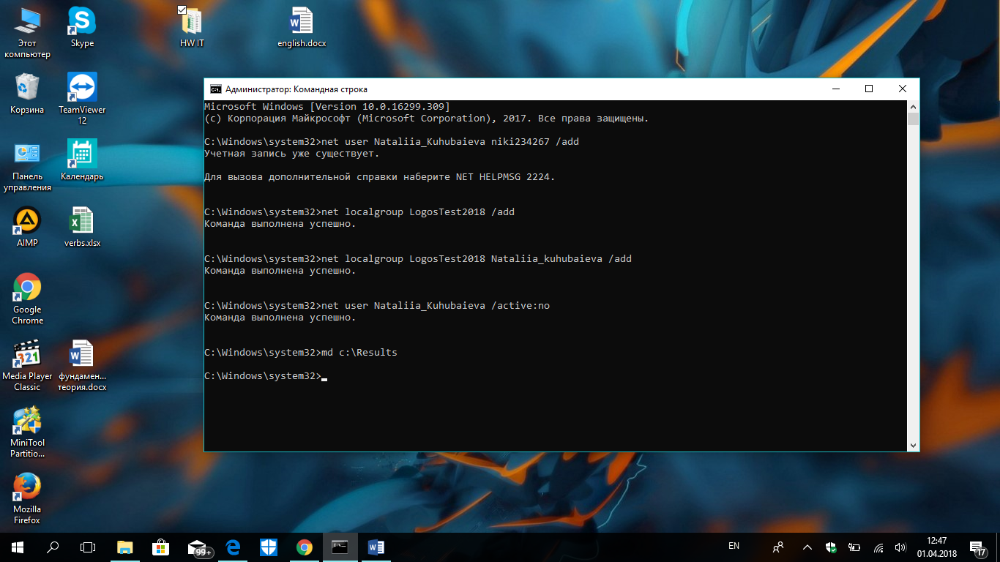 Этот
компьютер
Skype
HW IT
english.docx
Корзина
TeamViewer
12
Панель
управления
Календарь
AIMP
verbs.xlsx
Google
Chrome
Media Player
Classic
фундамен...
теория.docx
MiniTool
Partitio...
Mozilla
Firefox
Администратор: Командная строка
Microsoft Windows [Version 10.0.16299.309]
(c) Корпорация Майкрософт (Microsoft Corporation), 2017. Все права защищены.
C:\Windows\system32>net user Nataliia_Kuhubaieva niki234267 /add
Учетная запись уже существует.
Для вызова дополнительной справки наберите NET HELPMSG 2224.
C:\Windows\system32>net localgroup LogosTest2018 /add
Команда выполнена успешно.
C:\Windows\system32>net localgroup LogosTest2018 Nataliia_kuhubaieva /add
Команда выполнена успешно.
C:\Windows\system32>net user Nataliia_Kuhubaieva /active:no
Команда выполнена успешно.
C:\Windows\system32>md c:\Results
C:\Windows\system32>
99+
EN
12:47
01.04.2018
17